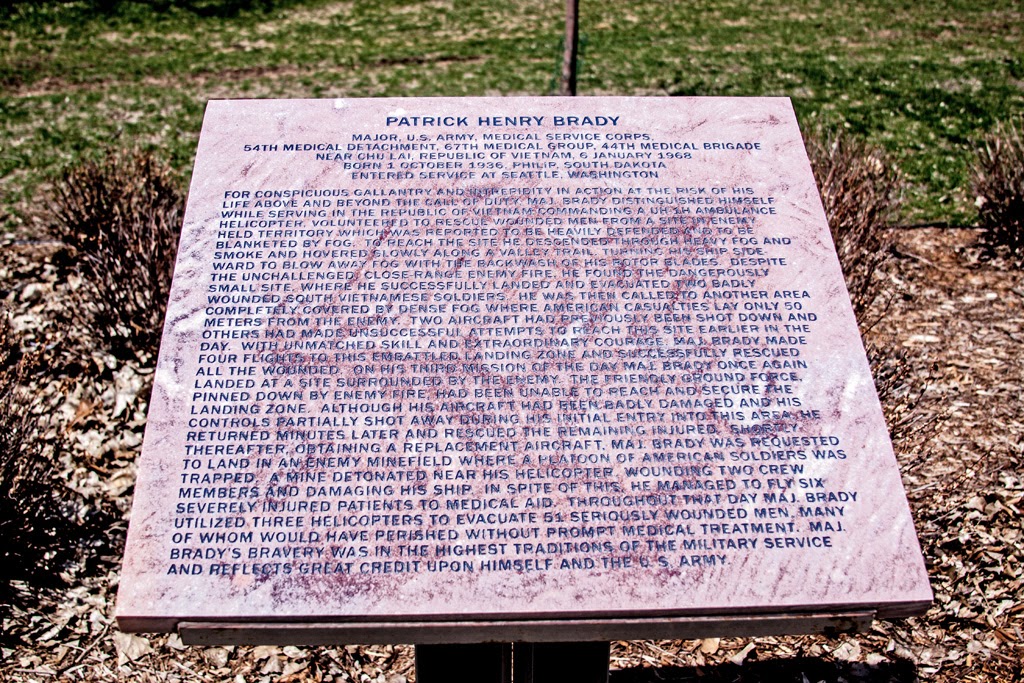 PATRICK HENRY BRADY
MAJOR, U.S. ARMY, MEDICAL SERVICE CORPS,
54TH MEDICAL DETACHMENT, 67TH MEDICAL GROUP, 44TH MEDICAL BRIGADE
NEAR CHU LAI, REPUBLIC OF VIETNAM, 6 JANUARY 1968
BORN 1 OCTOBER 1936, PHILIP, SOUTH DAKOTA
ENTERED SERVICE AT SEATTLE, WASHINGTON
FOR CONSPICUOUS GALLANTRY AND INTREPIDITY IN ACTION AT THE RISK OF HIS
LIFE ABOVE AND BEYOND THE CALL OF DUTY, MAJ. BRADY DISTINGUISHED HIMSELF
WHILE SERVING IN THE REPUBLIC OF VIETNAM COMMANDING A UH-1H AMBULANCE
HELICOPTER, VOLUNTEERED TO RESCUE WOUNDED MEN FROM A SITE IN ENEMY
HELD TERRITORY WHICH WAS REPORTED TO BE HEAVILY DEFENDED AND TO BE
BLANKETED BY FOG. TO REACH THE SITE HE DESCENDED THROUGH HEAVY FOG AND
SMOKE AND HOVERED SLOWLY ALONG A VALLEY TRAIL, TURNING HIS SHIP SIDE-
WARD TO BLOW AWAY FOG WITH THE BACKWASH OF HIS ROTOR BLADES. DESPITE
THE UNCHALLENGED, CLOSE-RANGE ENEMY FIRE, HE FOUND THE DANGEROUSLY
SMALL SITE, WHERE HE SUCCESSFULLY LANDED AND EVACUATED TWO BADLY
WOUNDED SOUTH VIETNAMESE SOLDIERS. HE WAS THEN CALLED TO ANOTHER AREA
COMPLETELY COVERED BY DENSE FOG WHERE AMERICAN CASUALTIES LAY ONLY 50
METERS FROM THE ENEMY. TWO AIRCRAFT HAD PREVIOUSLY BEEN SHOT DOWN AND
OTHERS HAD MADE UNSUCCESSFUL ATTEMPTS TO REACH THIS SITE EARLIER IN THE
DAY. WITH UNMATCHED SKILL AND EXTRAORDINARY COURAGE, MAJ. BRADY MADE
FOUR FLIGHTS TO THIS EMBATTLED LANDING ZONE AND SUCCESSFULLY RESCUED
ALL THE WOUNDED. ON HIS THIRD MISSION OF THE DAY MAJ. BRADY ONCE AGAIN
LANDED AT A SITE SURROUNDED BY THE ENEMY. THE FRIENDLY GROUND FORCE,
PINNED DOWN BY ENEMY FIRE, HAD BEEN UNABLE TO REACH AND SECURE THE
LANDING ZONE. ALTHOUGH HIS AIRCRAFT HAD BEEN BADLY DAMAGED AND HIS
CONTROLS PARTIALLY SHOT AWAY DURING HIS INITIAL ENTRY INTO THIS AREA, HE
RETURNED MINUTES LATER AND RESCUED THE REMAINING INJURED. SHORTLY
THEREAFTER, OBTAINING A REPLACEMENT AIRCRAFT, MAJ. BRADY WAS REQUESTED
TO LAND IN AN ENEMY MINEFIELD WHERE A PLATOON OF AMERICAN SOLDIERS WAS
TRAPPED. A MINE DETONATED NEAR HIS HELICOPTER, WOUNDING TWO CREW
MEMBERS AND DAMAGING HIS SHIP. IN SPITE OF THIS, HE MANAGED TO FLY SIX
SEVERELY INJURED PATIENTS TO MEDICAL AID. THROUGHOUT THAT DAY MAJ. BRADY
UTILIZED THREE HELICOPTERS TO EVACUATE 51 SERIOUSLY WOUNDED MEN, MANY
OF WHOM WOULD HAVE PERISHED WITHOUT PROMPT MEDICAL TREATMENT. MAJ.
BRADY'S BRAVERY WAS IN THE HIGHEST TRADITIONS OF THE MILITARY SERVICE
AND REFLECTS GREAT CREDIT UPON HIMSELF AND THE U.S. ARMY.